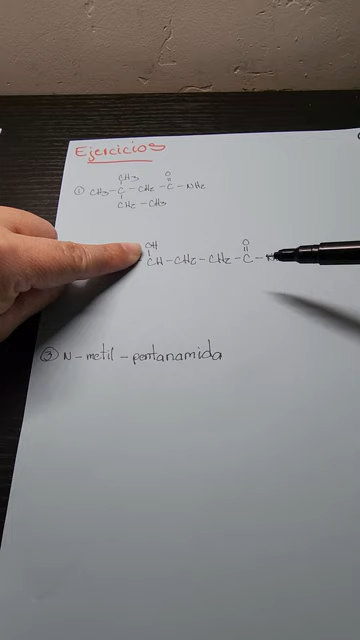 Ejercicios
CH3 O
① CH3 - C - CH2 - C - NH2
CH2 - CH3
OH O
CH - CH2 - CH2 - C -
③ N - metil - pentanamida